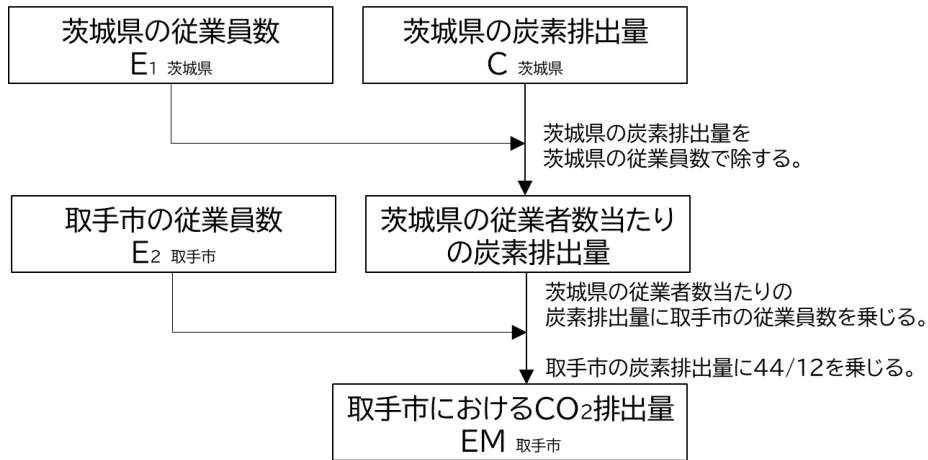 茨城県の従業員数
E1 茨城県
茨城県の炭素排出量
C 茨城県
茨城県の炭素排出量を
茨城県の従業員数で除する。
取手市の従業員数
E2 取手市
茨城県の従業者数当たり
の炭素排出量
茨城県の従業者数当たりの
炭素排出量に取手市の従業員数を乗じる。
取手市の炭素排出量に44/12を乗じる。
取手市におけるCO2排出量
EM 取手市